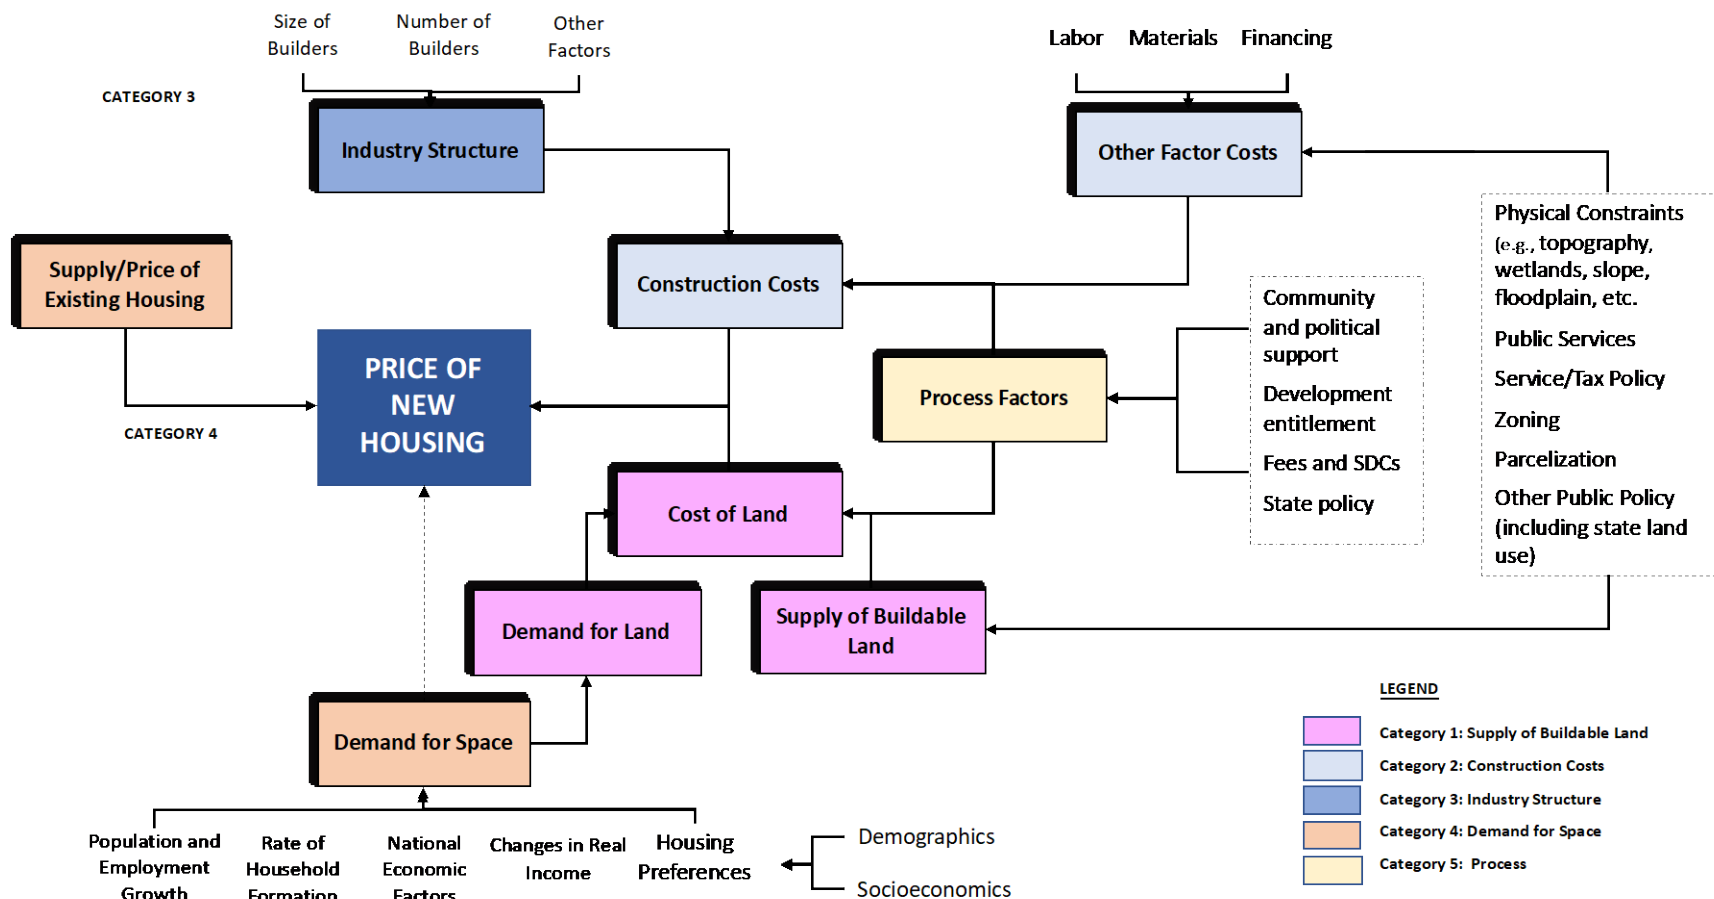 Size of
Builders
Number of
Builders
Other
Factors
Labor Materials Financing
CATEGORY 3
Industry Structure
Other Factor Costs
Supply/Price of
Existing Housing
Construction Costs
Physical Constraints
(e.g., topography,
wetlands, slope,
floodplain, etc.
Public Services
Service/Tax Policy
Zoning
Parcelization
Other Public Policy
(including state land
use)
Community
and political
support
Development
entitlement
Fees and SDCs
State policy
PRICE OF
NEW
HOUSING
CATEGORY 4
Process Factors
Cost of Land
Demand for Land
Supply of Buildable
Land
Demand for Space
Population and
Employment
Growth
Rate of
Household
Formation
National
Economic
Factors
Changes in Real
Income
Housing
Preferences
Demographics
Socioeconomics
LEGEND
Category 1: Supply of Buildable Land
Category 2: Construction Costs
Category 3: Industry Structure
Category 4: Demand for Space
Category 5: Process